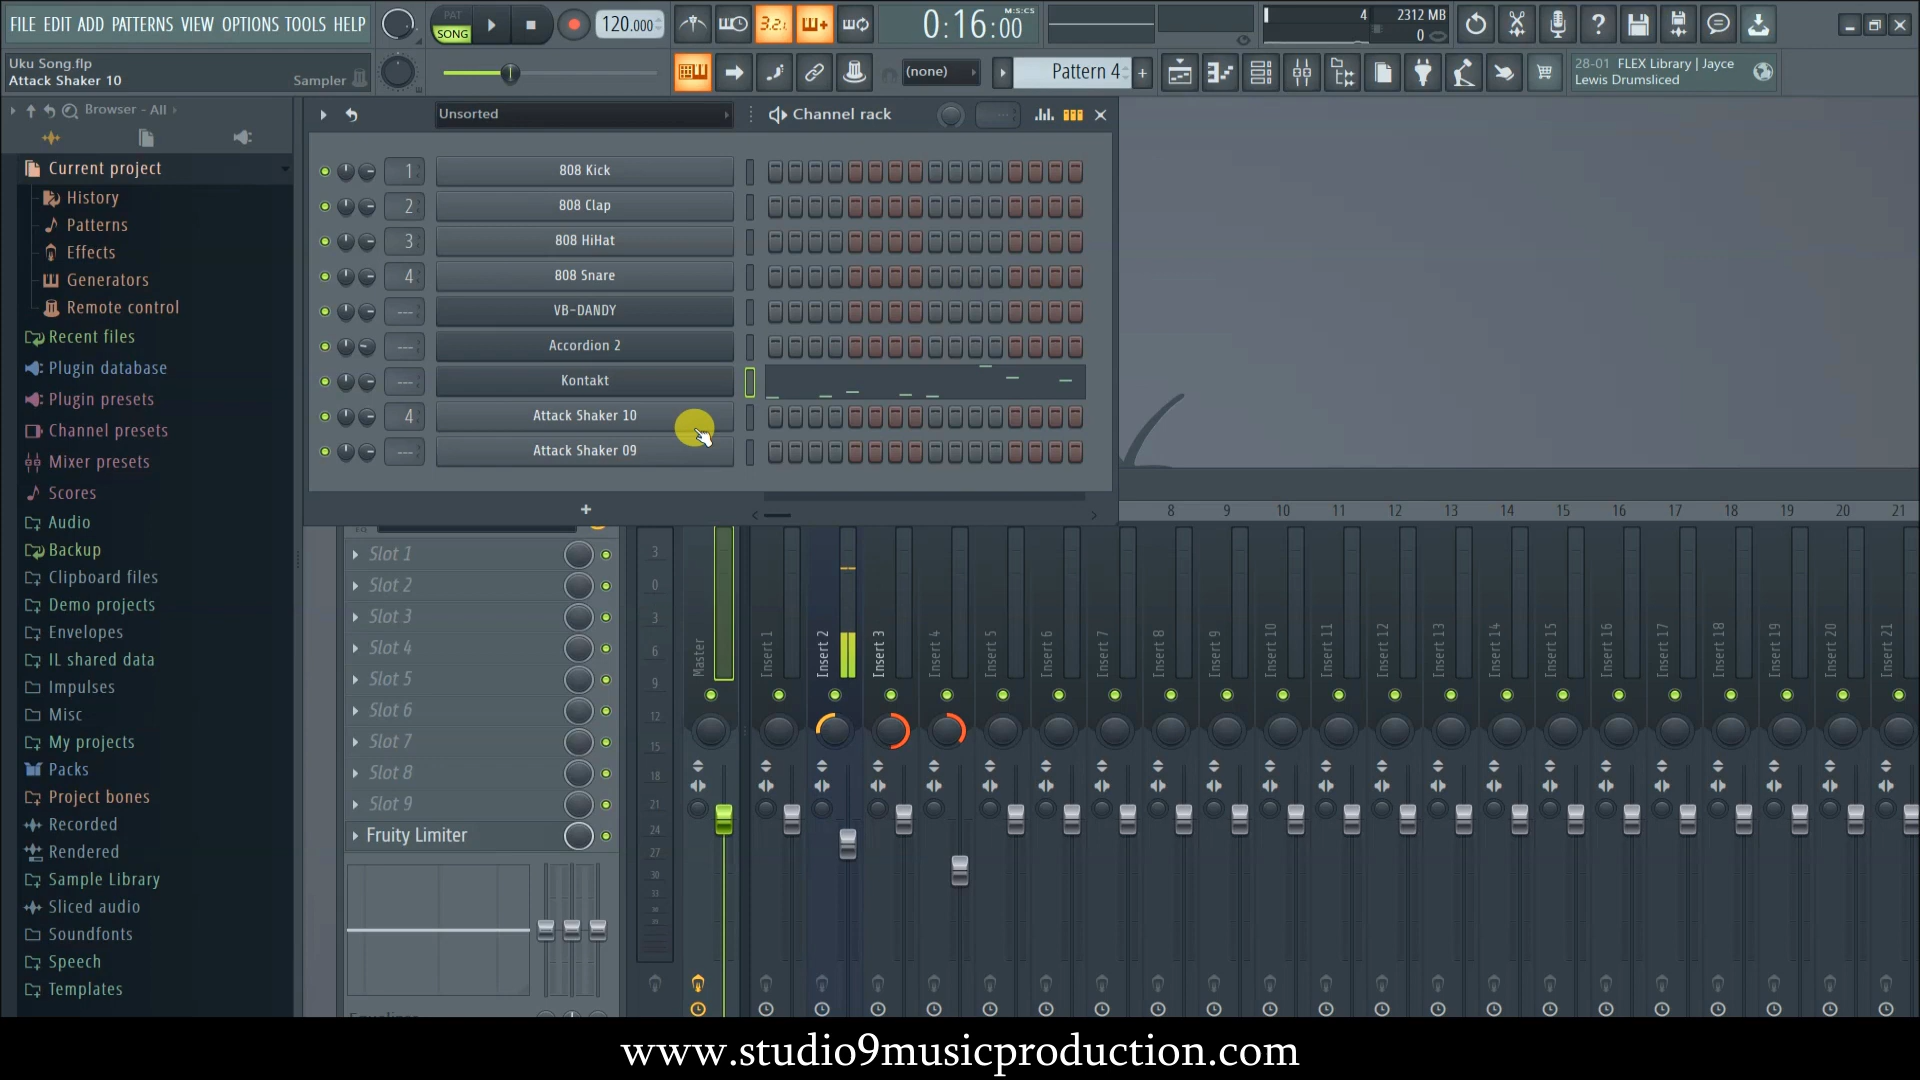 FILE EDIT ADD PATTERNS VIEW OPTIONS TOOLS HELP
PAT
SONG
120.000
3.2.
0:16:00
M:S:CS
4
2312 MB
0
Uku Song.flp
Attack Shaker 10
Sampler
(none)
Pattern 4
28-01 FLEX Library | Jayce
Lewis Drumsliced
Browser - All
Current project
History
Patterns
Effects
Generators
Remote control
Recent files
Plugin database
Plugin presets
Channel presets
Mixer presets
Scores
Audio
Backup
Clipboard files
Demo projects
Envelopes
IL shared data
Impulses
Misc
My projects
Packs
Project bones
Recorded
Rendered
Sample Library
Sliced audio
Soundfonts
Speech
Templates
Unsorted
Channel rack
1 808 Kick
2 808 Clap
3 808 HiHat
4 808 Snare
--- VB-DANDY
--- Accordion 2
--- Kontakt
4 Attack Shaker 10
--- Attack Shaker 09
+
8 9 10 11 12 13 14 15 16 17 18 19 20 21
Slot 1
Slot 2
Slot 3
Slot 4
Slot 5
Slot 6
Slot 7
Slot 8
Slot 9
Fruity Limiter
3
0
3
6
9
12
15
18
21
24
27
30
33
Master
Insert 1
Insert 2
Insert 3
Insert 4
Insert 5
Insert 6
Insert 7
Insert 8
Insert 9
Insert 10
Insert 11
Insert 12
Insert 13
Insert 14
Insert 15
Insert 16
Insert 17
Insert 18
Insert 19
Insert 20
Insert 21
www.studio9musicproduction.com